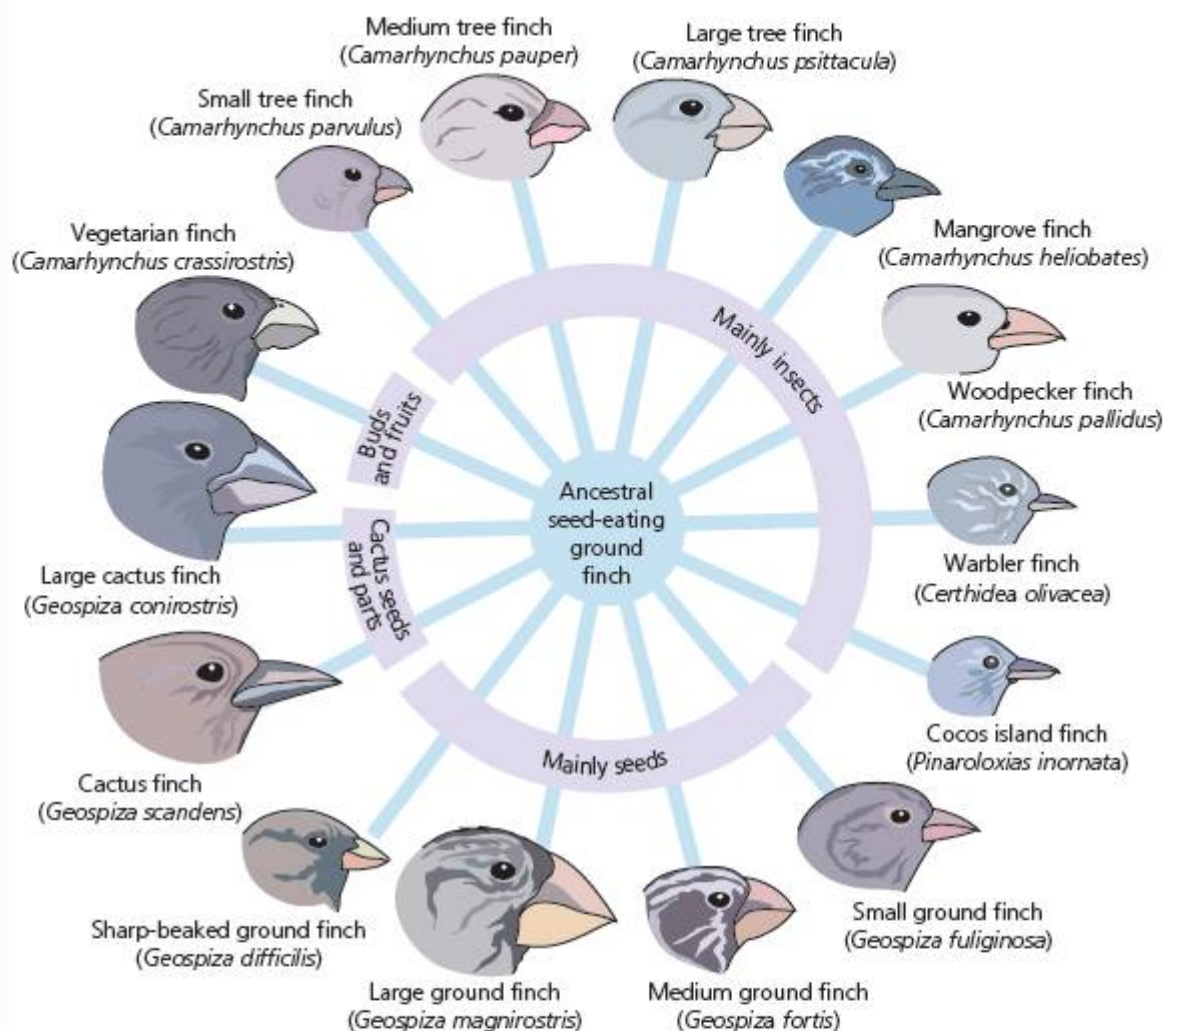 Medium tree finch
(Camarhynchus pauper)
Large tree finch
(Camarhynchus psittacula)
Small tree finch
(Camarhynchus parvulus)
Mangrove finch
(Camarhynchus heliobates)
Vegetarian finch
(Camarhynchus crassirostris)
Mainly insects
Woodpecker finch
(Camarhynchus pallidus)
Buds
and fruits
Ancestral
seed-eating
ground
finch
Large cactus finch
(Geospiza conirostris)
Cactus seeds
and parts
Warbler finch
(Certhidea olivacea)
Cocos island finch
(Pinaroloxias inornata)
Mainly seeds
Cactus finch
(Geospiza scandens)
Small ground finch
(Geospiza fuliginosa)
Sharp-beaked ground finch
(Geospiza difficilis)
Large ground finch
(Geospiza magnirostris)
Medium ground finch
(Geospiza fortis)